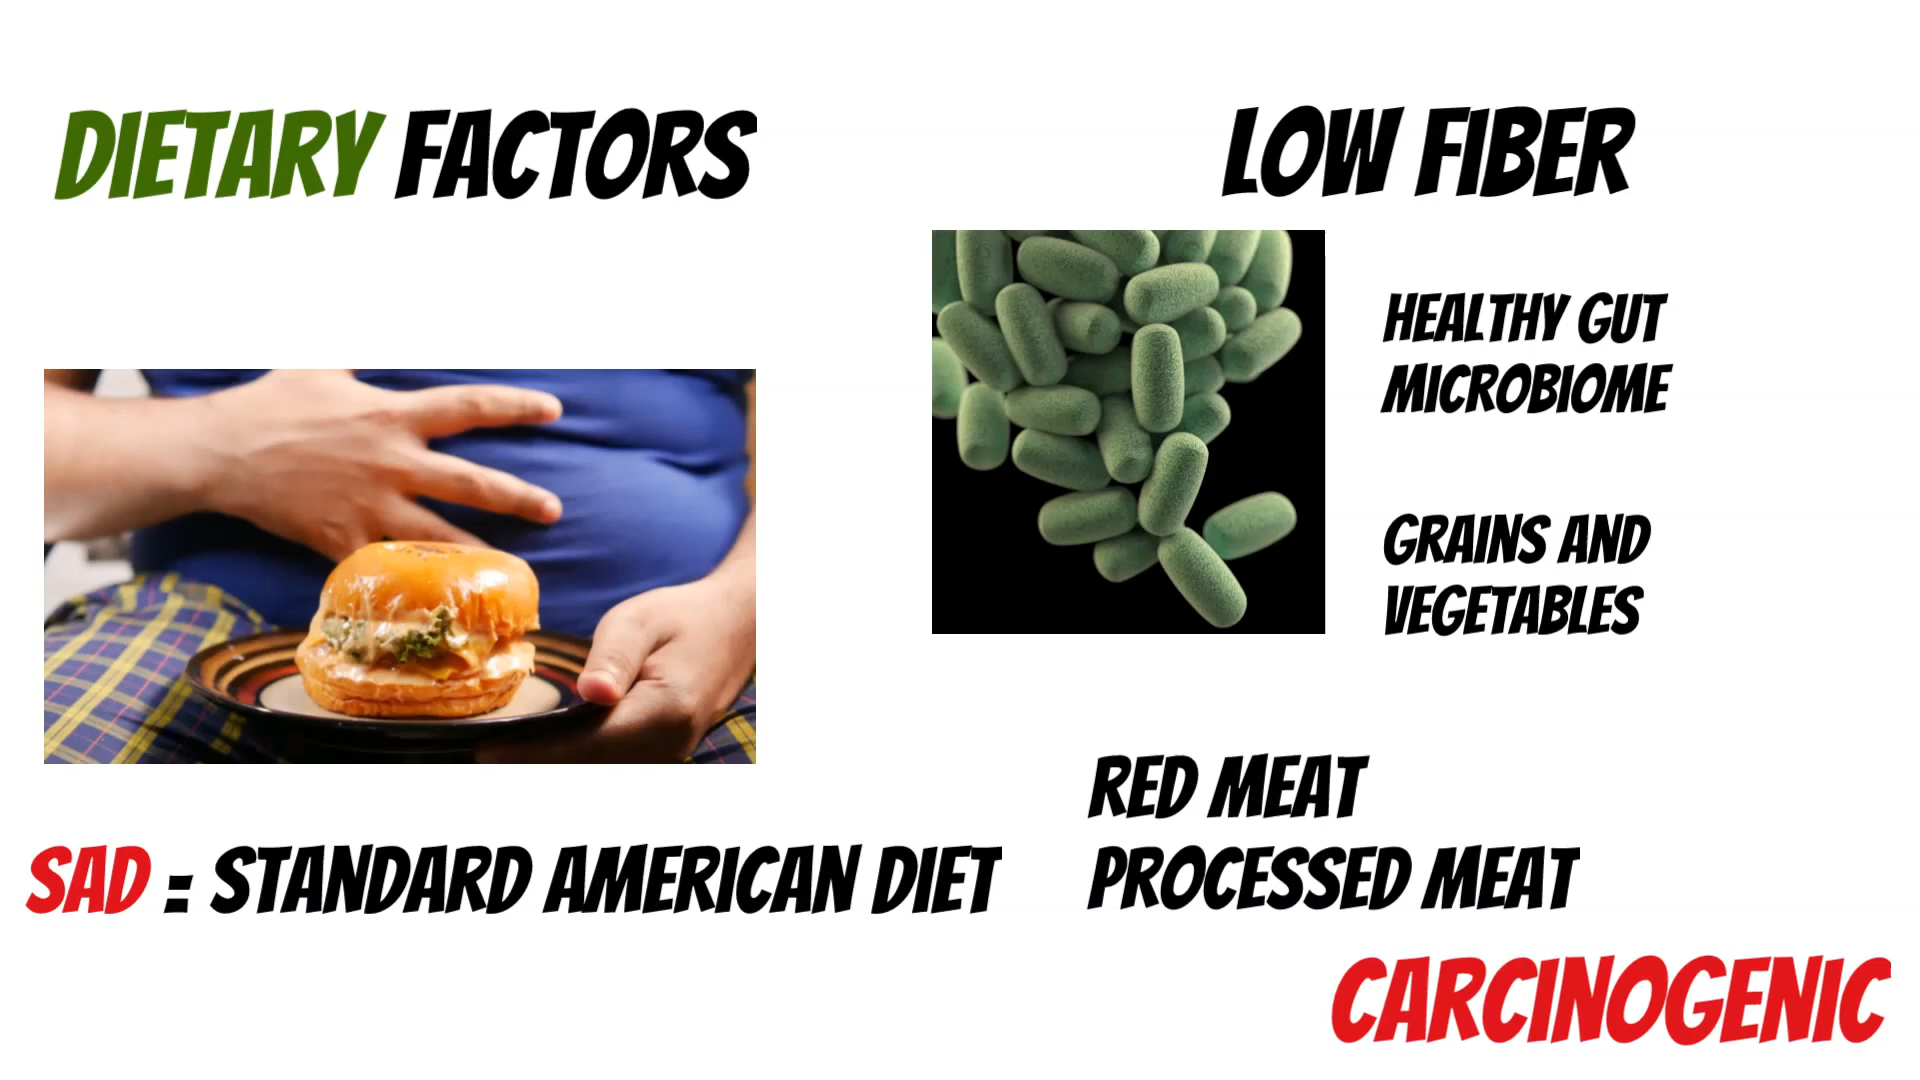 DIETARY FACTORS
LOW FIBER
HEALTHY GUT
MICROBIOME
GRAINS AND
VEGETABLES
RED MEAT
PROCESSED MEAT
SAD = STANDARD AMERICAN DIET
CARCINOGENIC